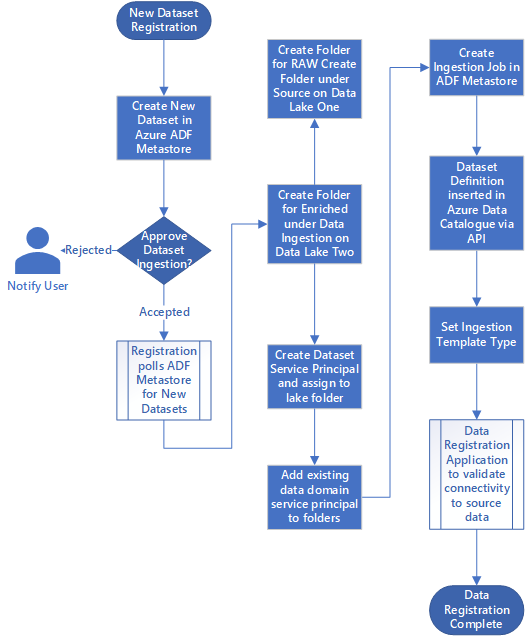 New Dataset
Registration
Create New
Dataset in
Azure ADF
Metastore
Approve
Dataset
Ingestion?
Rejected
Notify User
Accepted
Registration
polls ADF
Metastore
for New
Datasets
Create Folder
for RAW Create
Folder under
Source on Data
Lake One
Create Folder
for Enriched
under Data
Ingestion on
Data Lake Two
Create Dataset
Service Principal
and assign to
lake folder
Add existing
data domain
service principal
to folders
Create
Ingestion Job in
ADF Metastore
Dataset
Definition
inserted in
Azure Data
Catalogue via
API
Set Ingestion
Template Type
Data
Registration
Application
to validate
connectivity
to source
data
Data
Registration
Complete